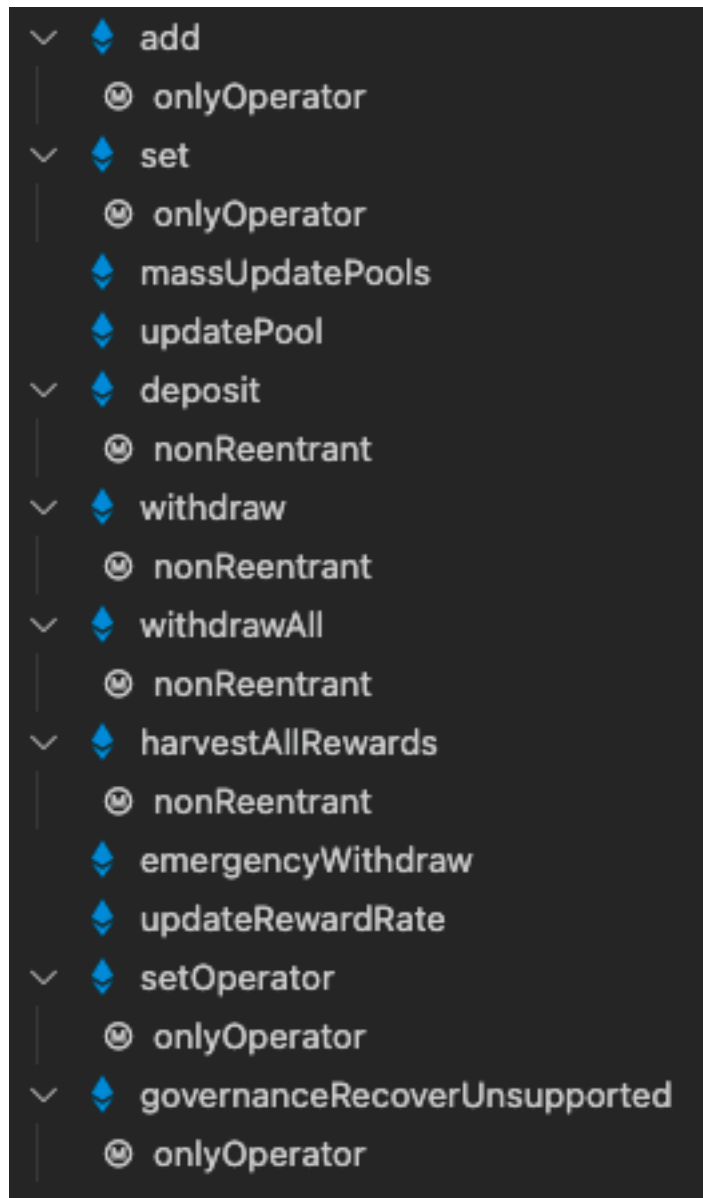 add
onlyOperator
set
onlyOperator
massUpdatePools
updatePool
deposit
nonReentrant
withdraw
nonReentrant
withdrawAll
nonReentrant
harvestAllRewards
nonReentrant
emergencyWithdraw
updateRewardRate
setOperator
onlyOperator
governanceRecoverUnsupported
onlyOperator